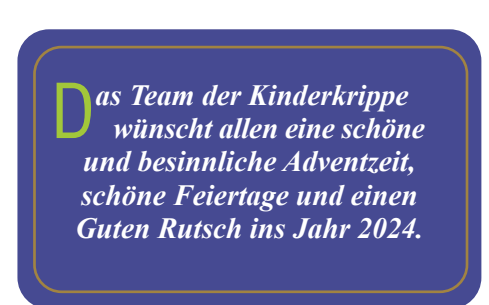 Das Team der Kinderkrippe
wünscht allen eine schöne
und besinnliche Adventzeit,
schöne Feiertage und einen
Guten Rutsch ins Jahr 2024.